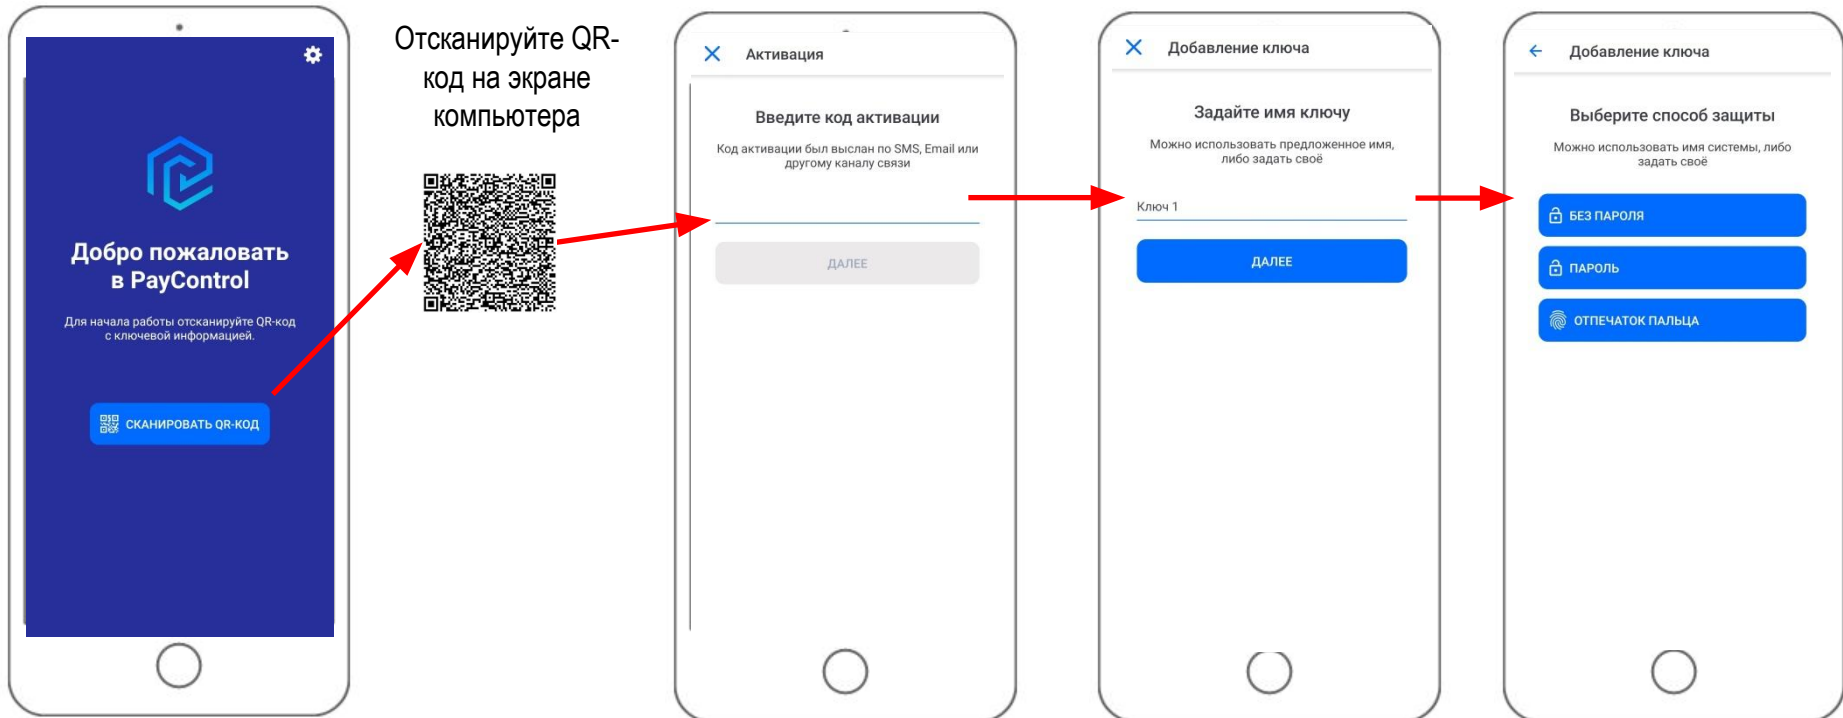 Добро пожаловать
в PayControl
Для начала работы отсканируйте QR-код
с ключевой информацией.
СКАНИРОВАТЬ QR-КОД
Отсканируйте QR-
код на экране
компьютера
Активация
Введите код активации
Код активации был выслан по SMS, Email или
другому каналу связи
ДАЛЕЕ
Добавление ключа
Задайте имя ключу
Можно использовать предложенное имя,
либо задать своё
Ключ 1
ДАЛЕЕ
Добавление ключа
Выберите способ защиты
Можно использовать имя системы, либо
задать своё
БЕЗ ПАРОЛЯ
ПАРОЛЬ
ОТПЕЧАТОК ПАЛЬЦА